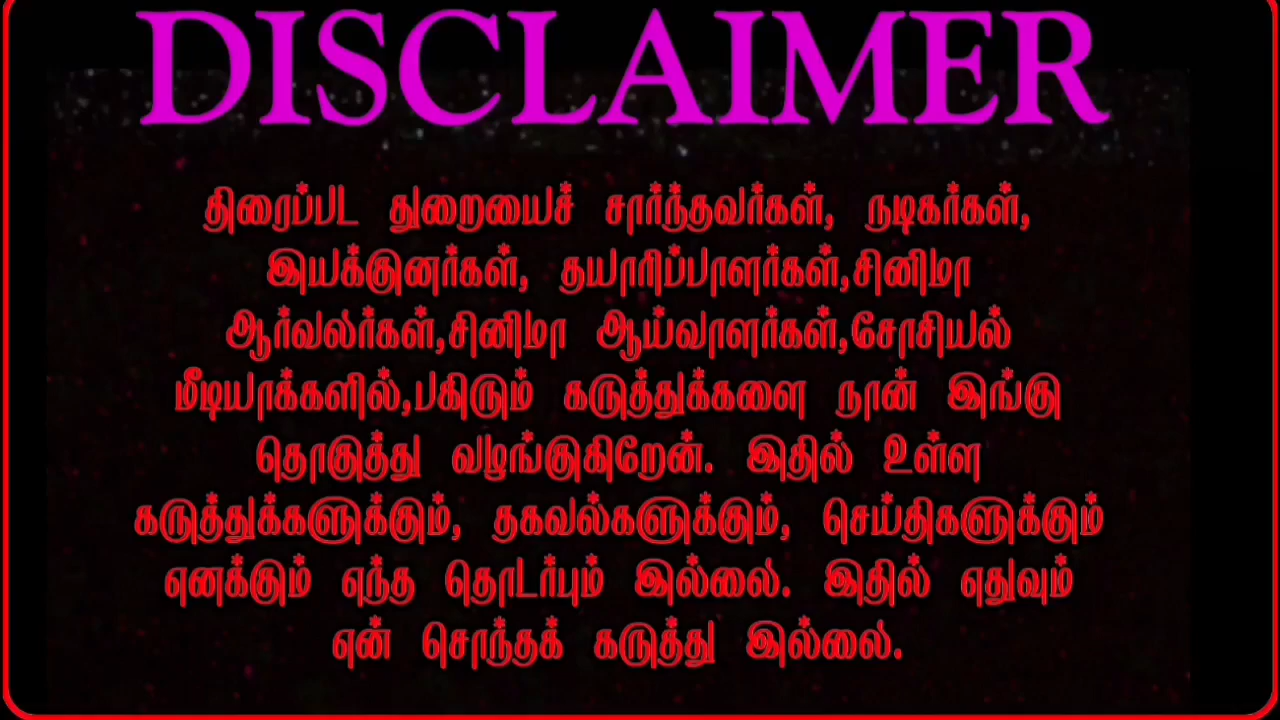 DISCLAIMER
திரைப்பட துறையைச் சார்ந்தவர்கள், நடிகர்கள்,
இயக்குனர்கள், தயாரிப்பாளர்கள்,சினிமா
ஆர்வலர்கள்,சினிமா ஆய்வாளர்கள்,சோசியல்
மீடியாக்களில்,பகிரும் கருத்துக்களை நான் இங்கு
தொகுத்து வழங்குகிறேன். இதில் உள்ள
கருத்துக்களுக்கும், தகவல்களுக்கும், செய்திகளுக்கும்
எனக்கும் எந்த தொடர்பும் இல்லை. இதில் எதுவும்
என் சொந்தக் கருத்து இல்லை.